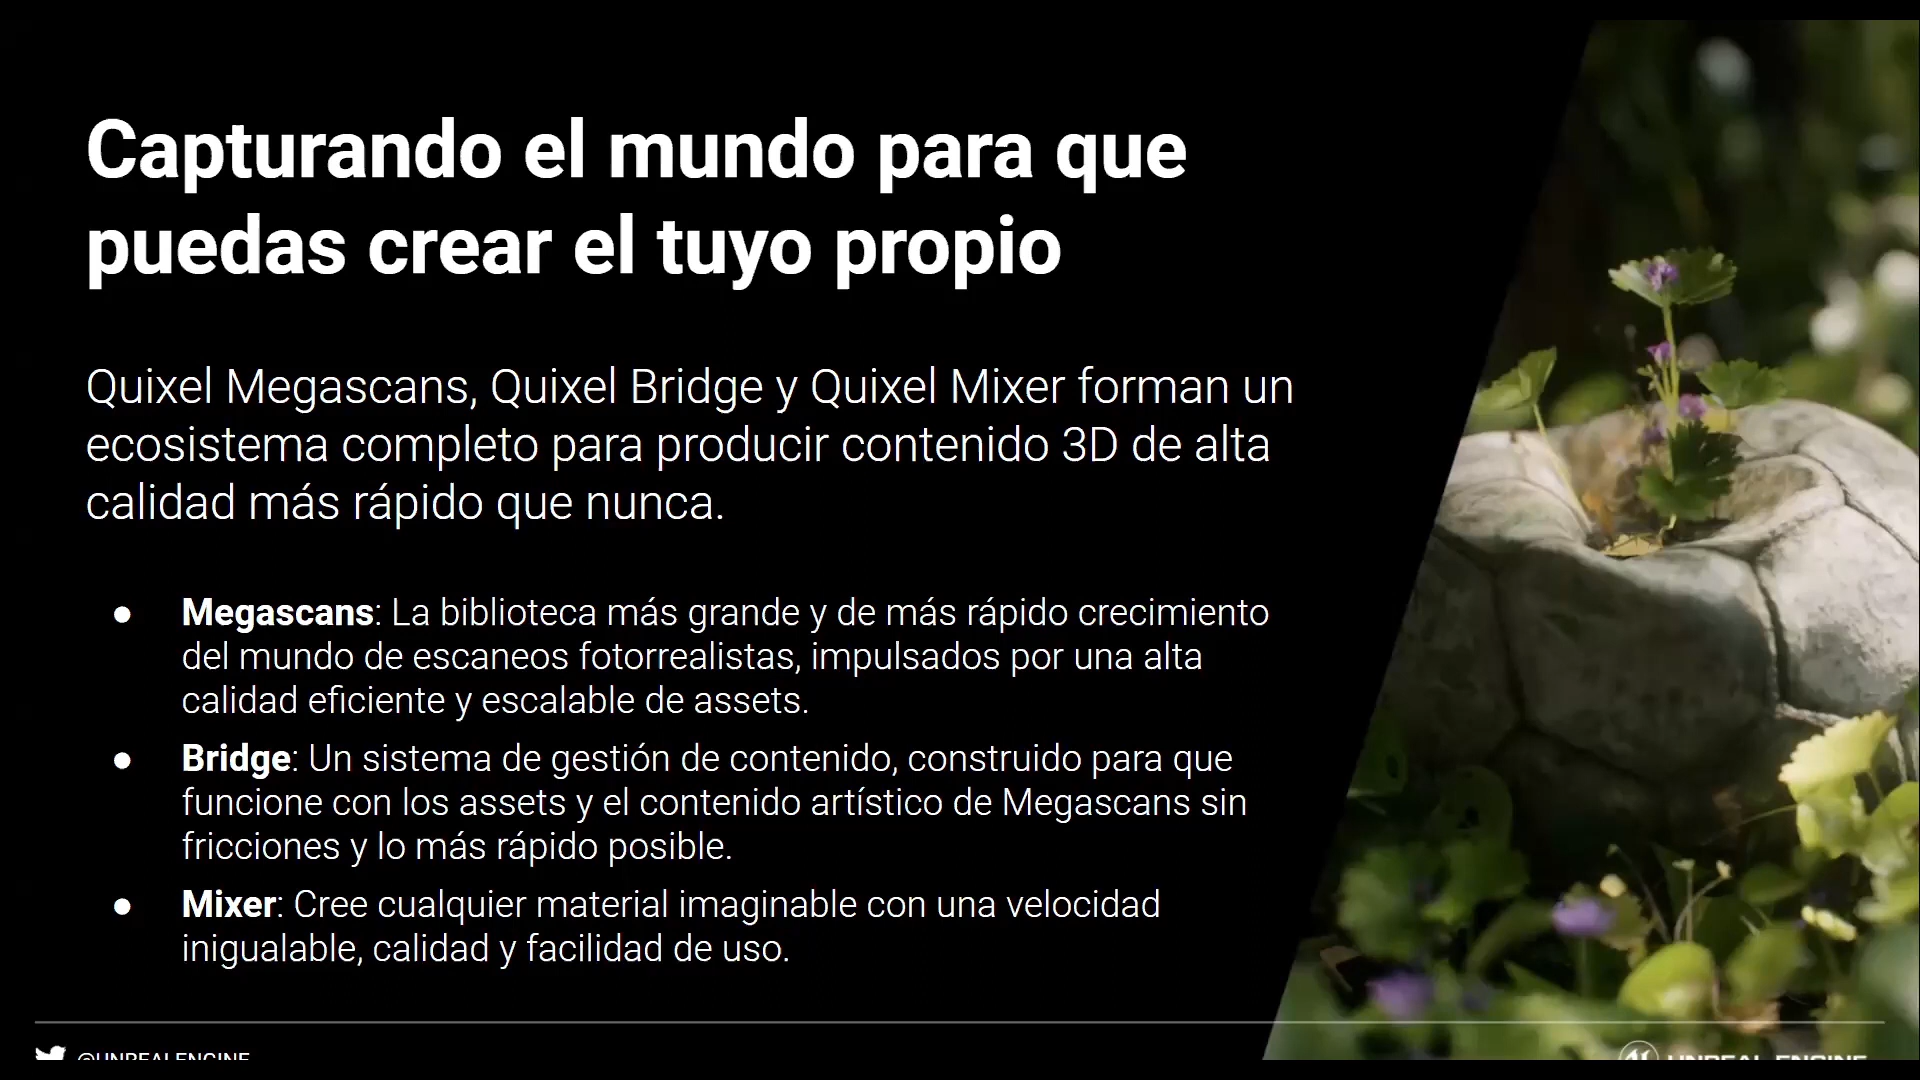 Capturando el mundo para que
puedas crear el tuyo propio
Quixel Megascans, Quixel Bridge y Quixel Mixer forman un
ecosistema completo para producir contenido 3D de alta
calidad más rápido que nunca.
● Megascans: La biblioteca más grande y de más rápido crecimiento
del mundo de escaneos fotorrealistas, impulsados por una alta
calidad eficiente y escalable de assets.
● Bridge: Un sistema de gestión de contenido, construido para que
funcione con los assets y el contenido artístico de Megascans sin
fricciones y lo más rápido posible.
● Mixer: Cree cualquier material imaginable con una velocidad
inigualable, calidad y facilidad de uso.
@UNREALENGINE
UNREAL ENGINE